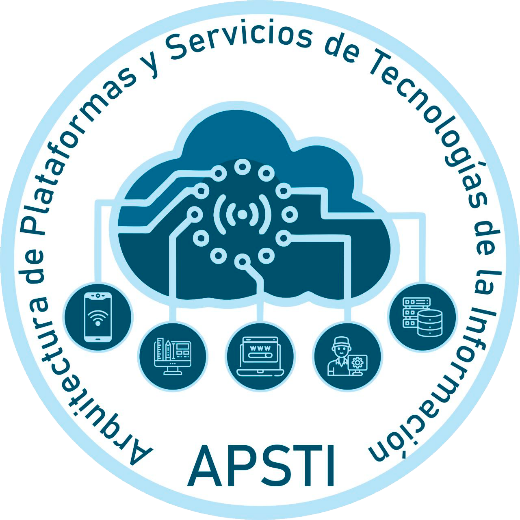 Arquitectura de Plataformas y Servicios de Tecnologías de la Información
www
APSTI